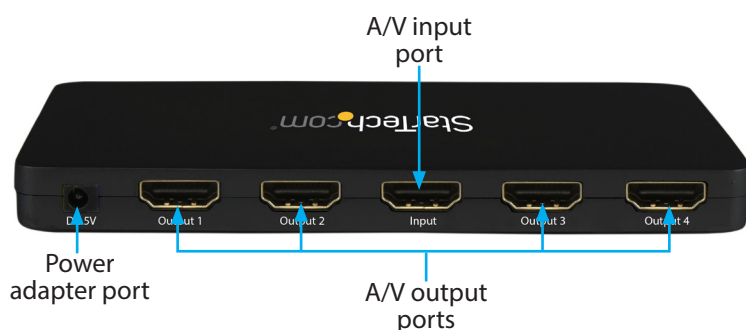 A/V input
port
StarTech.com
DC 5V
Output 1
Output 2
Input
Output 3
Output 4
Power
adapter port
A/V output
ports